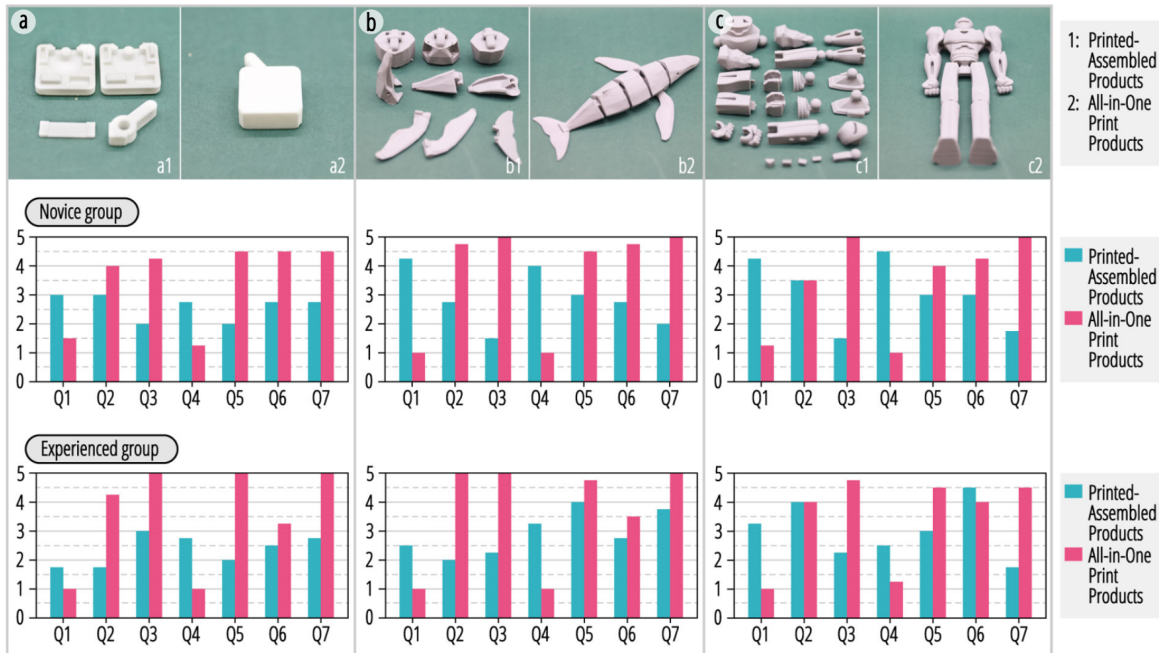 a
a1
a2
b
b1
b2
c
c1
c2
1: Printed-
Assembled
Products
2: All-in-One
Print
Products
Novice group
5
4
3
2
1
0
Q1 Q2 Q3 Q4 Q5 Q6 Q7
5
4
3
2
1
0
Q1 Q2 Q3 Q4 Q5 Q6 Q7
5
4
3
2
1
0
Q1 Q2 Q3 Q4 Q5 Q6 Q7
Printed-
Assembled
Products
All-in-One
Print
Products
Experienced group
5
4
3
2
1
0
Q1 Q2 Q3 Q4 Q5 Q6 Q7
5
4
3
2
1
0
Q1 Q2 Q3 Q4 Q5 Q6 Q7
5
4
3
2
1
0
Q1 Q2 Q3 Q4 Q5 Q6 Q7
Printed-
Assembled
Products
All-in-One
Print
Products